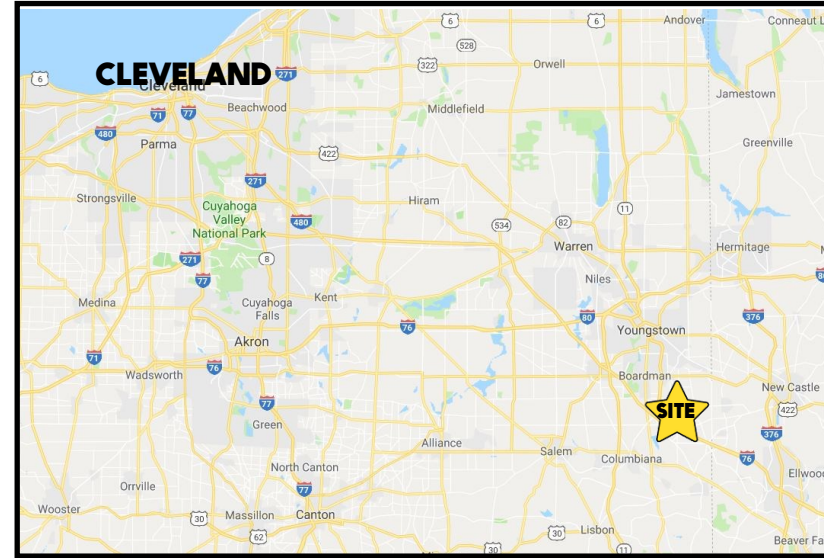 6
6
Andover
Conneaut L
528
322
Orwell
CLEVELAND
Cleveland
271
6
Jamestown
Beachwood
Middlefield
71
77
480
Parma
422
Greenville
271
Strongsville
Cuyahoga
Valley
National Park
480
Hiram
534
82
11
Warren
Hermitage
271
8
77
Niles
80
Medina
Cuyahoga
Falls
Kent
76
80
376
Youngstown
Akron
71
76
Wadsworth
Boardman
New Castle
77
SITE
422
Green
376
Alliance
Salem
Columbiana
76
North Canton
77
Ellwoo
Orrville
Wooster
30
Massillon
Canton
62
30
Lisbon
30
11
Beaver Fa